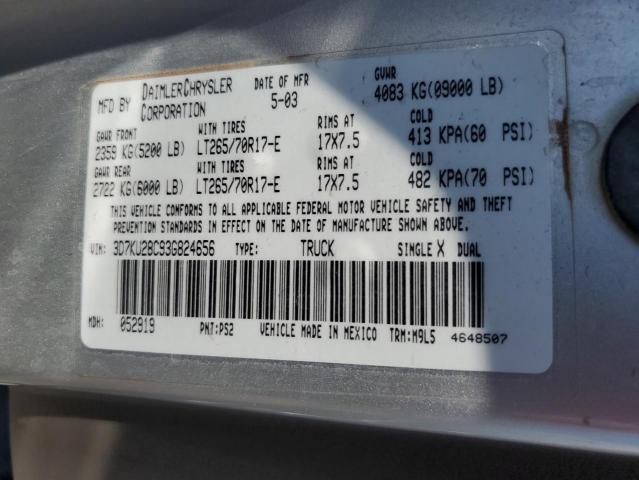 MFD BY DAIMLERCHRYSLER CORPORATION DATE OF MFR 5-03 GVWR 4083 KG(09000 LB)
GAWR FRONT WITH TIRES RIMS AT COLD
2359 KG(5200 LB) LT265/70R17-E 17X7.5 413 KPA(60 PSI)
GAWR REAR WITH TIRES RIMS AT COLD
2722 KG(6000 LB) LT265/70R17-E 17X7.5 482 KPA(70 PSI)
THIS VEHICLE CONFORMS TO ALL APPLICABLE FEDERAL MOTOR VEHICLE SAFETY AND THEFT
PREVENTION STANDARDS IN EFFECT ON THE DATE OF MANUFACTURE SHOWN ABOVE.
VIN: 3D7KU28C93G824656 TYPE: TRUCK SINGLE X DUAL
MDH: 052919 PNT:PS2 VEHICLE MADE IN MEXICO TRM:M9L5 4648507